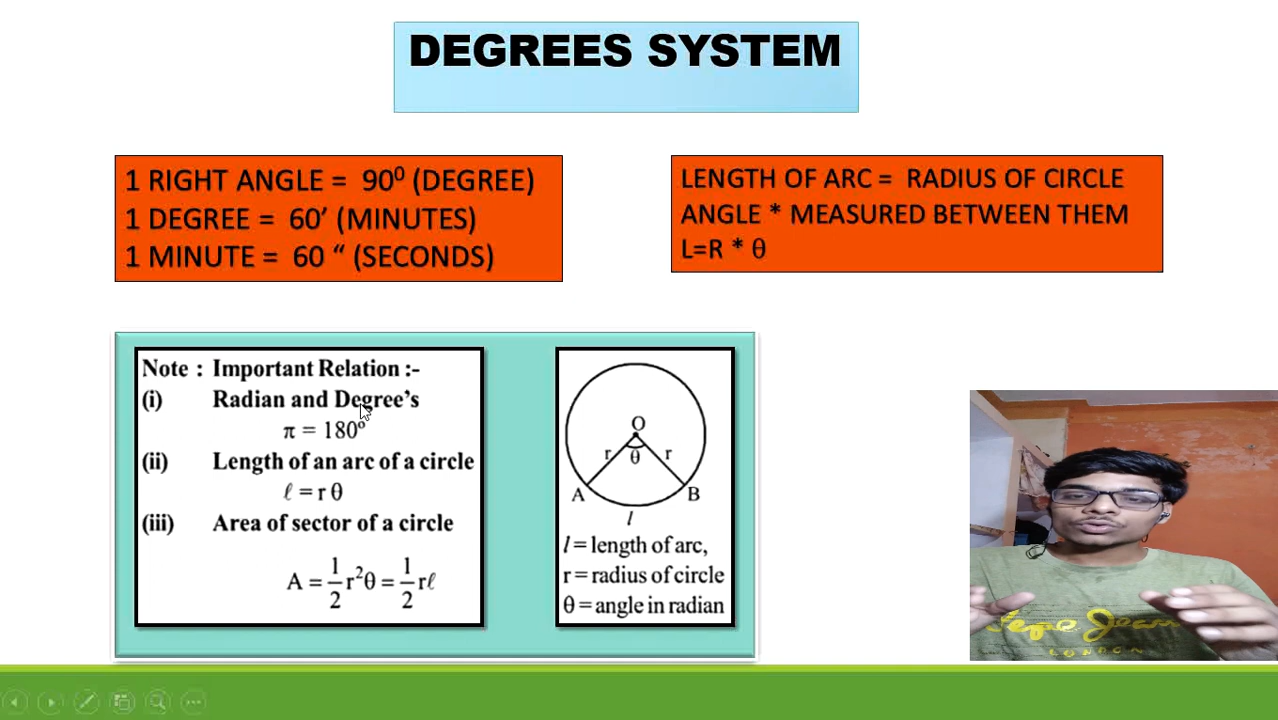 DEGREES SYSTEM
1 RIGHT ANGLE = 90⁰ (DEGREE)
1 DEGREE = 60’ (MINUTES)
1 MINUTE = 60 “ (SECONDS)
LENGTH OF ARC = RADIUS OF CIRCLE
ANGLE * MEASURED BETWEEN THEM
L=R * θ
Note : Important Relation :-
(i) Radian and Degree's
π = 180°
(ii) Length of an arc of a circle
ℓ = r θ
(iii) Area of sector of a circle
A = 1/2 r²θ = 1/2 rℓ
O
r θ r
A B
l
l = length of arc,
r = radius of circle
θ = angle in radian
Pepe Jeans
LONDON